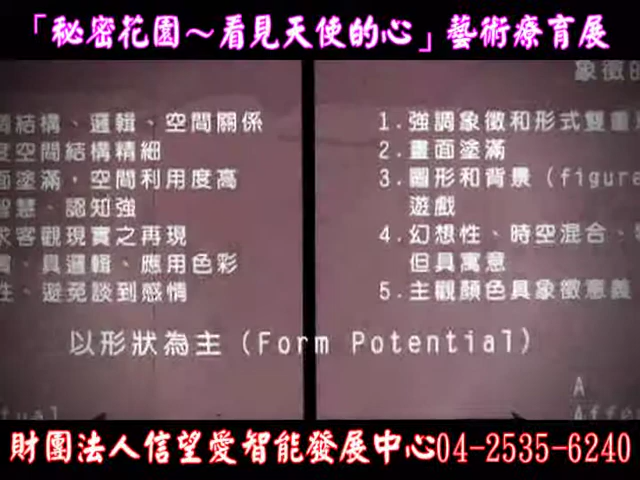 「秘密花園～看見天使的心」藝術療育展
結構、邏輯、空間關係
空間結構精細
面塗滿，空間利用度高
智慧、認知強
求客觀現實之再現
具邏輯、應用色彩
性、避免談到感情
象徵的
1.強調象徵和形式雙重
2.畫面塗滿
3.圖形和背景（figure
遊戲
4.幻想性、時空混合、
但具寓意
5.主觀顏色具象徵意義
以形狀為主（Form Potential）
A
Affe
財團法人信望愛智能發展中心04-2535-6240